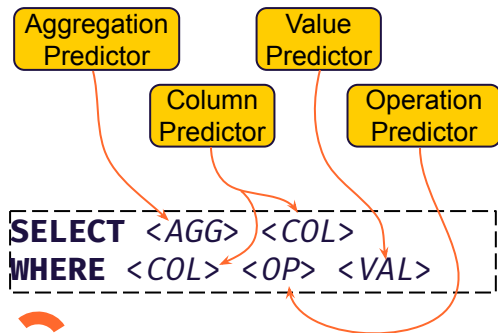 Aggregation
Predictor
Value
Predictor
Column
Predictor
Operation
Predictor
SELECT <AGG> <COL>
WHERE <COL> <OP> <VAL>